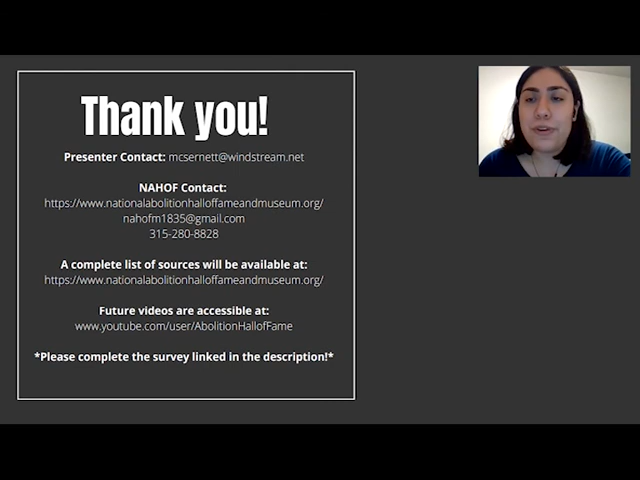 Thank you!
Presenter Contact: mcsernett@windstream.net
NAHOF Contact:
https://www.nationalabolitionhalloffameandmuseum.org/
nahofm1835@gmail.com
315-280-8828
A complete list of sources will be available at:
https://www.nationalabolitionhalloffameandmuseum.org/
Future videos are accessible at:
www.youtube.com/user/AbolitionHallofFame
*Please complete the survey linked in the description!*